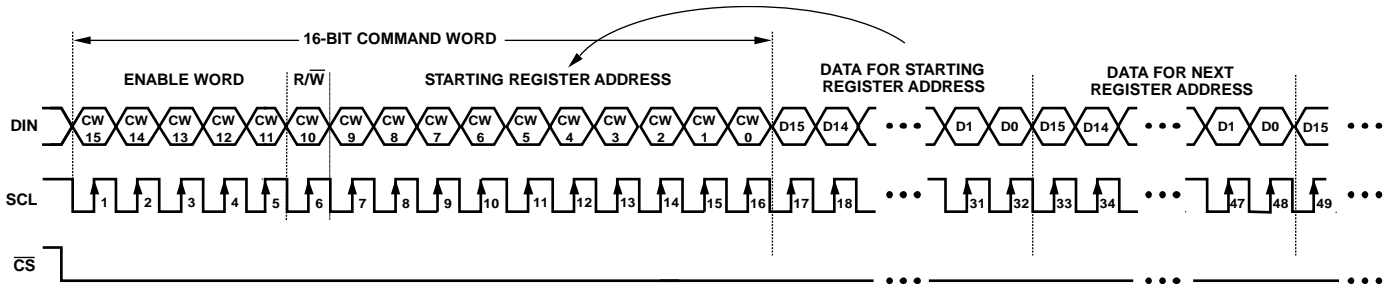 16-BIT COMMAND WORD
ENABLE WORD R/W̅ STARTING REGISTER ADDRESS
DATA FOR STARTING
REGISTER ADDRESS
DATA FOR NEXT
REGISTER ADDRESS
DIN
CW
15
CW
14
CW
13
CW
12
CW
11
CW
10
CW
9
CW
8
CW
7
CW
6
CW
5
CW
4
CW
3
CW
2
CW
1
CW
0
D15 D14 ••• D1 D0 D15 D14 ••• D1 D0 D15 •••
SCL 1 2 3 4 5 6 7 8 9 10 11 12 13 14 15 16 17 18 ••• 31 32 33 34 ••• 47 48 49 •••
C̅S̅ ••• ••• •••